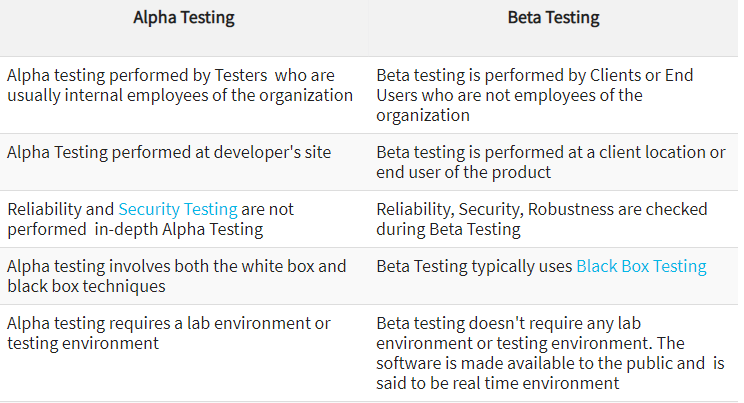 Alpha Testing
Beta Testing
Alpha testing performed by Testers who are
usually internal employees of the organization
Beta testing is performed by Clients or End
Users who are not employees of the
organization
Alpha Testing performed at developer's site
Beta testing is performed at a client location or
end user of the product
Reliability and Security Testing are not
performed in-depth Alpha Testing
Reliability, Security, Robustness are checked
during Beta Testing
Alpha testing involves both the white box and
black box techniques
Beta Testing typically uses Black Box Testing
Alpha testing requires a lab environment or
testing environment
Beta testing doesn't require any lab
environment or testing environment. The
software is made available to the public and is
said to be real time environment